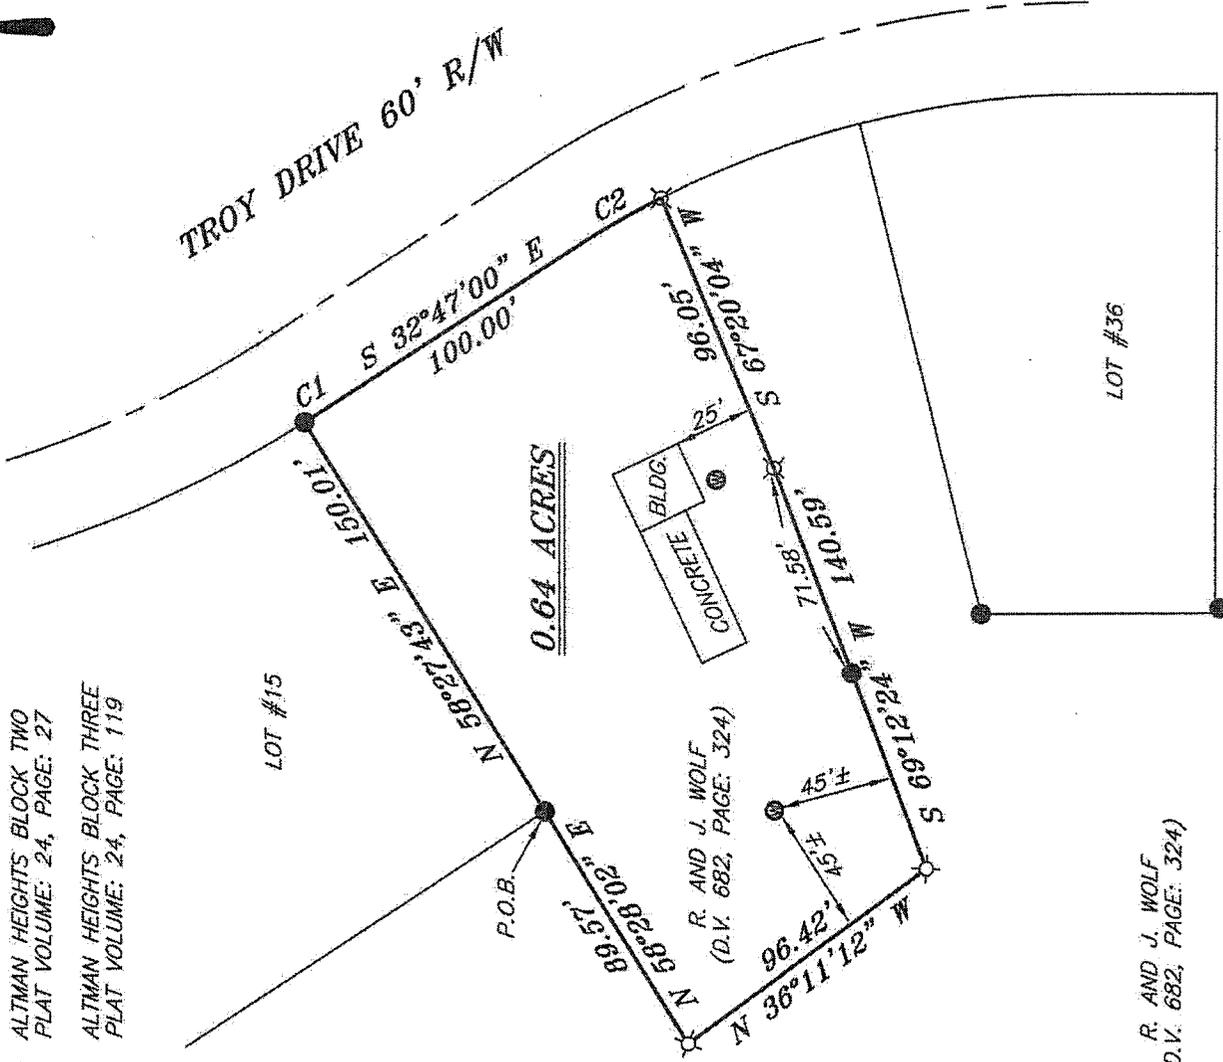 TROY DRIVE 60' R/W
C1
S 32°47'00" E
100.00'
C2
150.01'
N 58°27'43" E
96.05'
S 67°20'04" W
25'
BLDG.
W
CONCRETE
0.64 ACRES
71.58'
140.59'
S 69°12'24" W
LOT #36
LOT #15
ALTMAN HEIGHTS BLOCK TWO
PLAT VOLUME: 24, PAGE: 27
ALTMAN HEIGHTS BLOCK THREE
PLAT VOLUME: 24, PAGE: 119
P.O.B.
89.57'
N 58°28'02" E
R. AND J. WOLF
(D.V. 682, PAGE: 324)
W
45'±
45'±
96.42'
N 36°11'12" W
R. AND J. WOLF
D.V. 682, PAGE: 324)